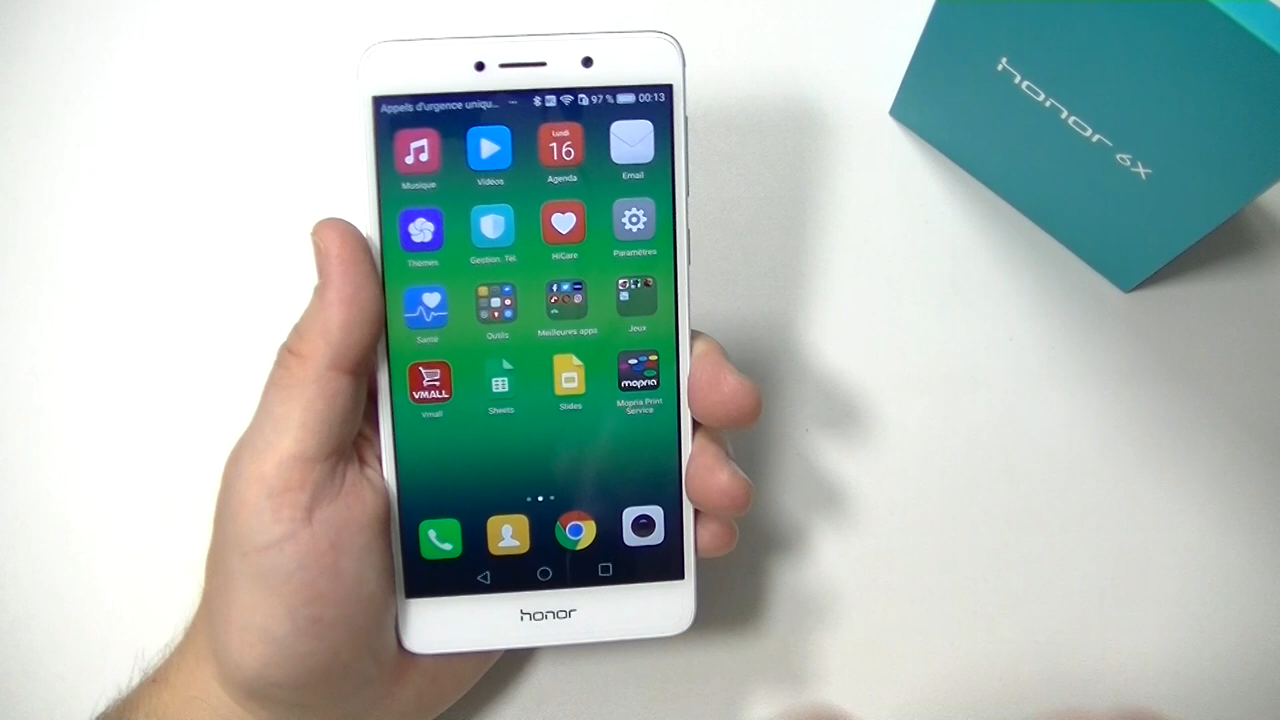 honor 6X
Appels d'urgence uniqu... ... 97 % 00:13
Lundi
16
Musique Vidéos Agenda Email
Thèmes Gestion. Tél. HiCare Paramètres
Santé Outils Meilleures apps Jeux
VMALL mopria
Vmall Sheets Slides Mopria Print
Service
honor